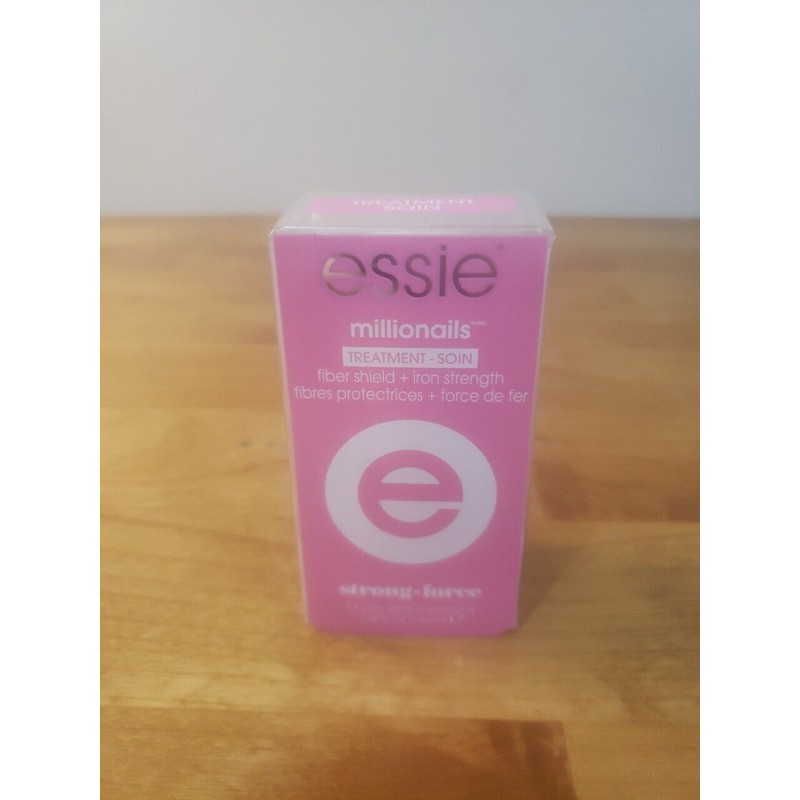 TREATMENT
SOIN
essie
millionails
TREATMENT - SOIN
fiber shield + iron strength
fibres protectrices + force de fer
e
strong-force